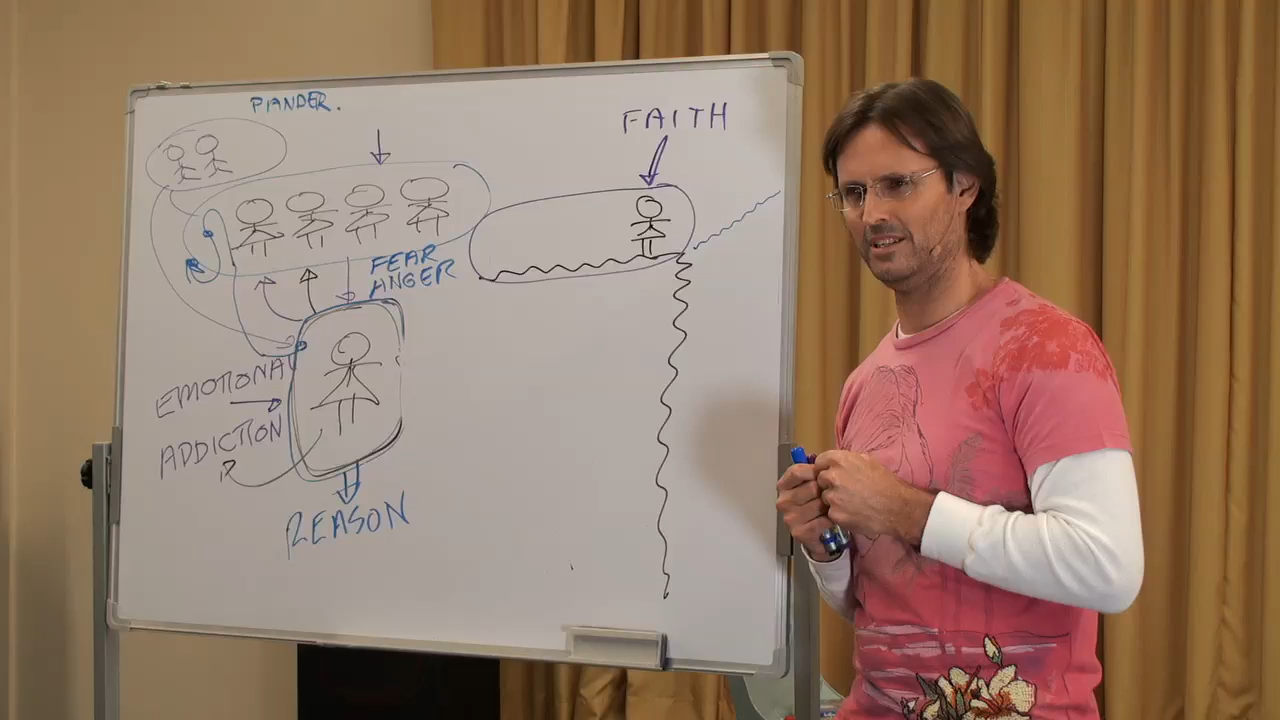 PANDER.
FAITH
FEAR
ANGER
EMOTIONAL
ADDICTION
REASON